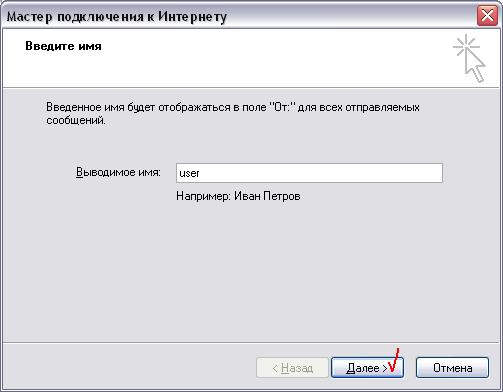 Мастер подключения к Интернету
Введите имя
Введенное имя будет отображаться в поле "От:" для всех отправляемых
сообщений.
Выводимое имя: user
Например: Иван Петров
< Назад Далее > Отмена